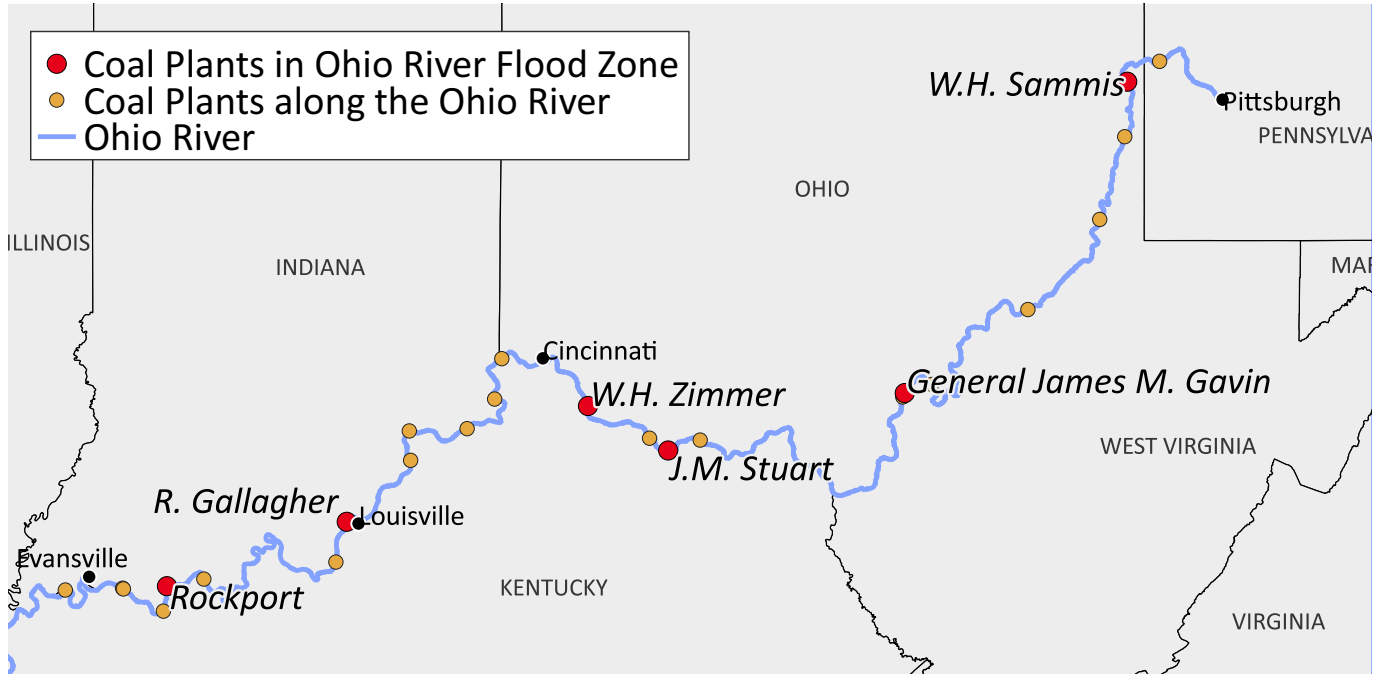 Coal Plants in Ohio River Flood Zone
Coal Plants along the Ohio River
Ohio River
W.H. Sammis
Pittsburgh
PENNSYLVA
OHIO
ILLINOIS
INDIANA
MAR
Cincinnati
General James M. Gavin
W.H. Zimmer
WEST VIRGINIA
J.M. Stuart
R. Gallagher
Louisville
Evansville
KENTUCKY
Rockport
VIRGINIA